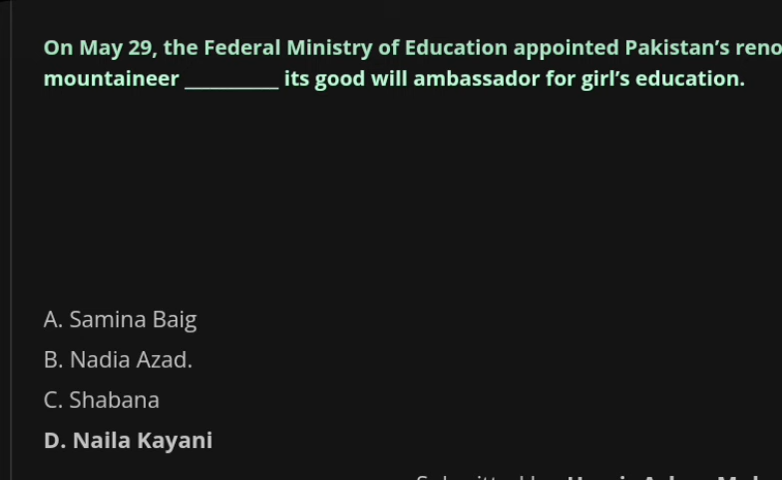 On May 29, the Federal Ministry of Education appointed Pakistan’s
mountaineer _________ its good will ambassador for girl’s education.
A. Samina Baig
B. Nadia Azad.
C. Shabana
D. Naila Kayani